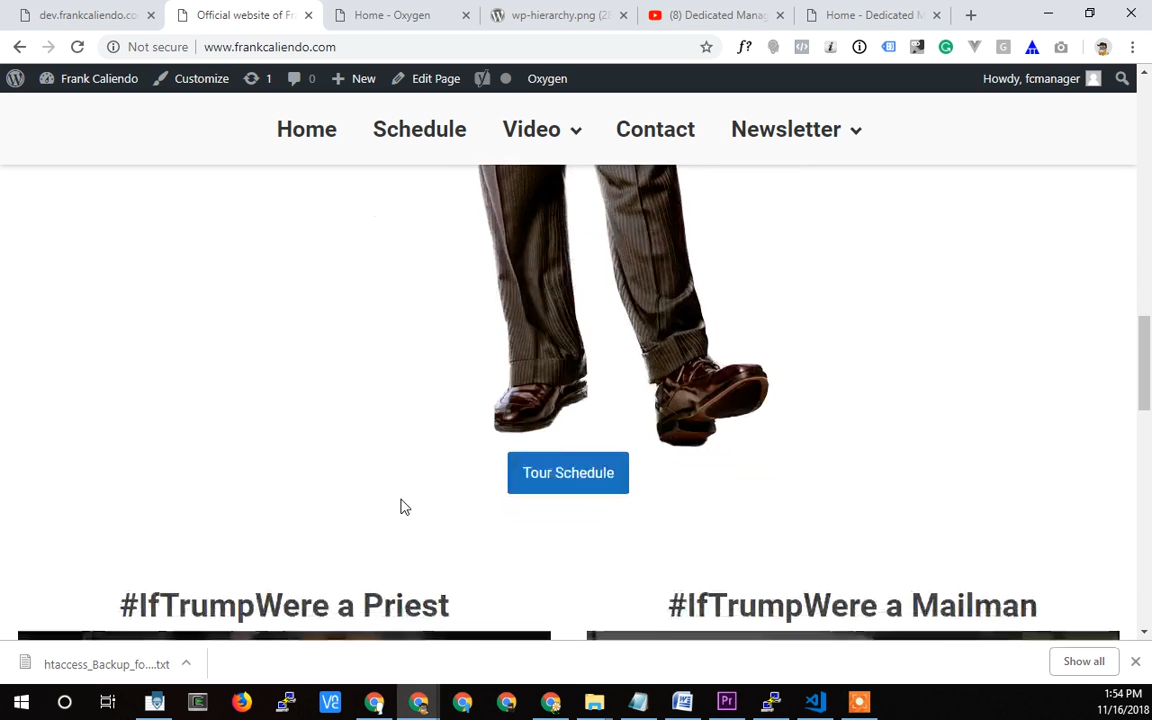 dev.frankcaliendo.co
Official website of Fr
Home - Oxygen
wp-hierarchy.png (28
(8) Dedicated Manag
Home - Dedicated M
Not secure
www.frankcaliendo.com
f?
Frank Caliendo
Customize
1
0
New
Edit Page
Oxygen
Howdy, fcmanager
Home
Schedule
Video
Contact
Newsletter
Tour Schedule
#IfTrumpWere a Priest
#IfTrumpWere a Mailman
htaccess_Backup_fo....txt
Show all
1:54 PM
11/16/2018